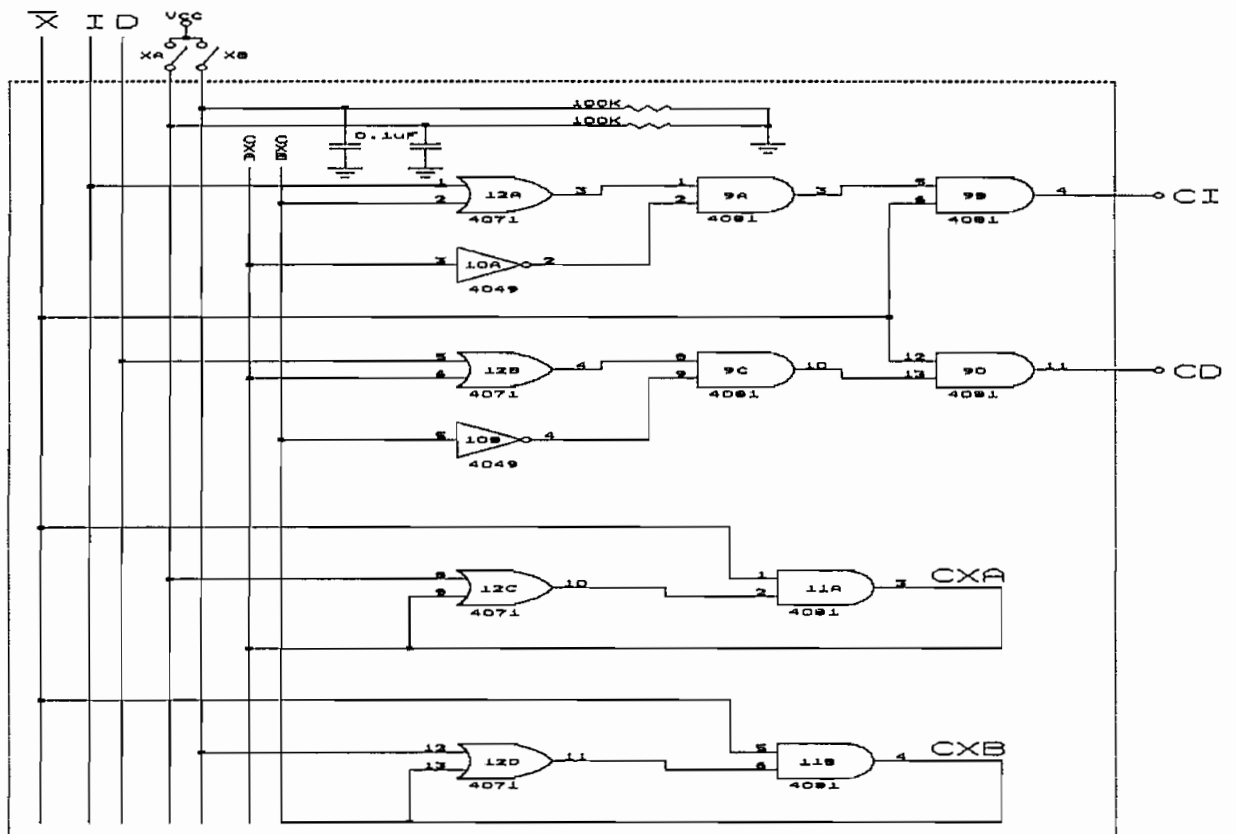 X I D VCC
XA XB
100K
100K
0.1uF
CXA CXB
1 12A 3 1 9A 3 5 9B 4 CI
2 2 6
4071 4081 4081
3 10A 2
4049
5 12B 4 8 9C 10 12 9D 11 CD
6 9 13
4071 4081 4081
5 10B 4
4049
8 12C 10 1 11A 3 CXA
9 2
4071 4081
12 12D 11 5 11B 4 CXB
13 6
4071 4081